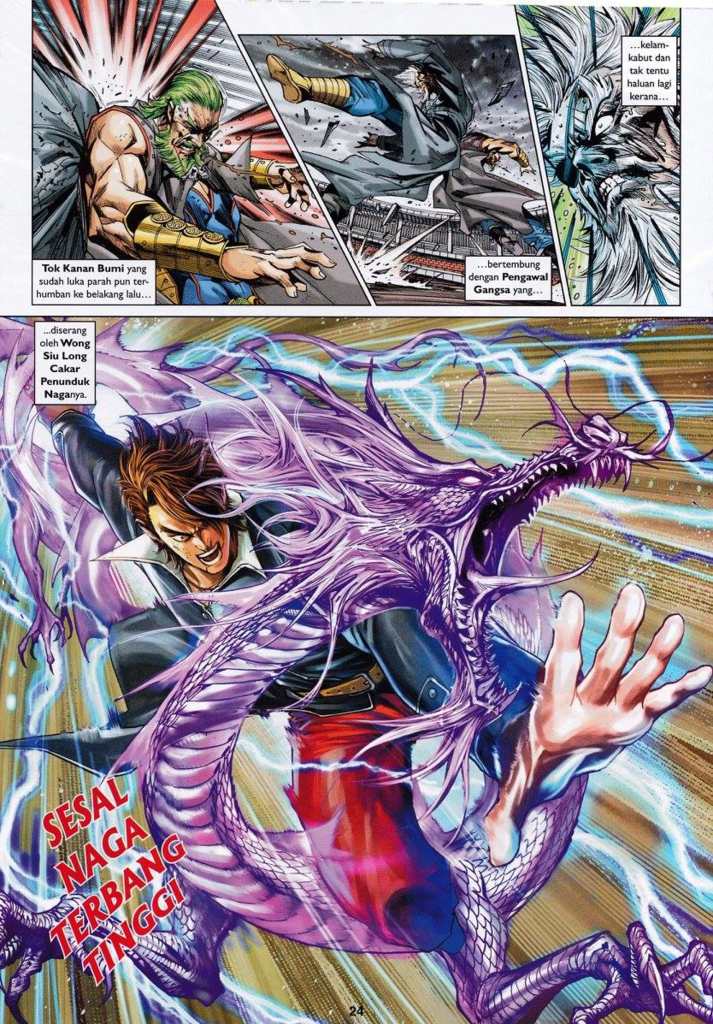 Tok Kanan Bumi yang
sudah luka parah pun ter-
humban ke belakang lalu...
...bertembung
dengan Pengawal
Gangsa yang...
...kelam-
kabut dan
tak tentu
haluan lagi
kerana...
...diserang
oleh Wong
Siu Long
Cakar
Penunduk
Naganya.
SESAL
NAGA
TERBANG
TINGGI
24